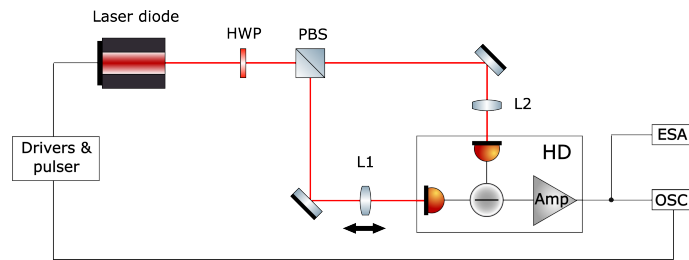 Laser diode
HWP
PBS
L2
HD
ESA
Drivers &
pulser
L1
Amp
OSC